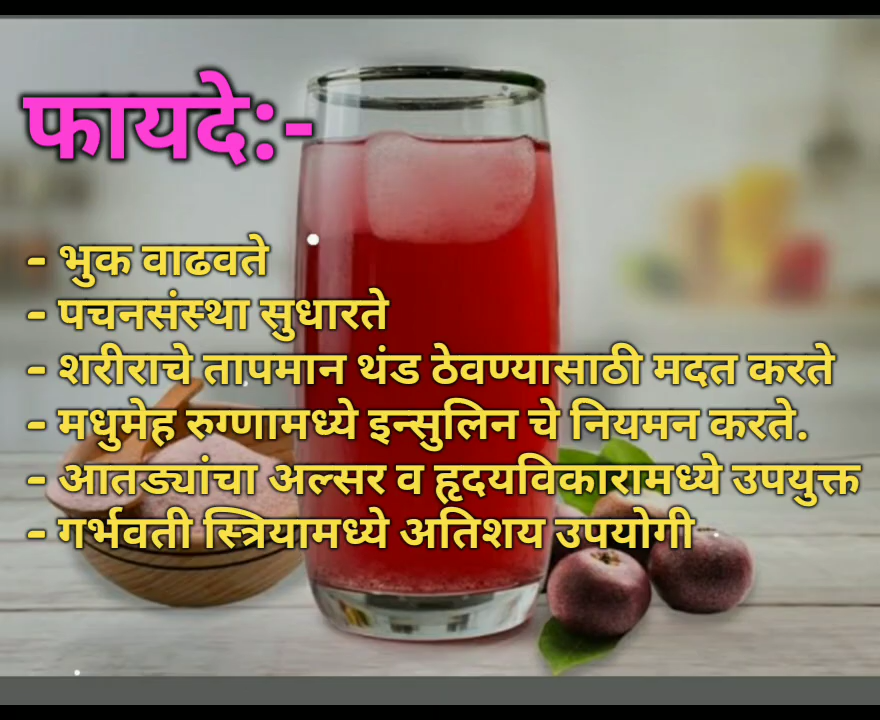 फायदे:-
- भुक वाढवते
- पचनसंस्था सुधारते
- शरीराचे तापमान थंड ठेवण्यासाठी मदत करते
- मधुमेह रुग्णामध्ये इन्सुलिन चे नियमन करते.
- आतड्यांचा अल्सर व हृदयविकारामध्ये उपयुक्त
- गर्भवती स्त्रियामध्ये अतिशय उपयोगी